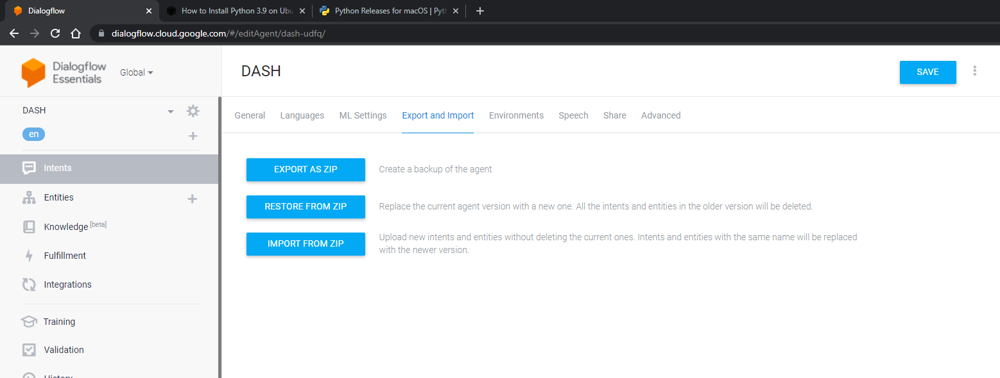 Dialogflow
How to Install Python 3.9 on Ubu
Python Releases for macOS | Pyth
dialogflow.cloud.google.com/#/editAgent/dash-udfq/
Dialogflow
Essentials
Global
DASH
SAVE
DASH
en
General Languages ML Settings Export and Import Environments Speech Share Advanced
Intents
Entities
Knowledge [beta]
Fulfillment
Integrations
Training
Validation
History
EXPORT AS ZIP
Create a backup of the agent
RESTORE FROM ZIP
Replace the current agent version with a new one. All the intents and entities in the older version will be deleted.
IMPORT FROM ZIP
Upload new intents and entities without deleting the current ones. Intents and entities with the same name will be replaced
with the newer version.